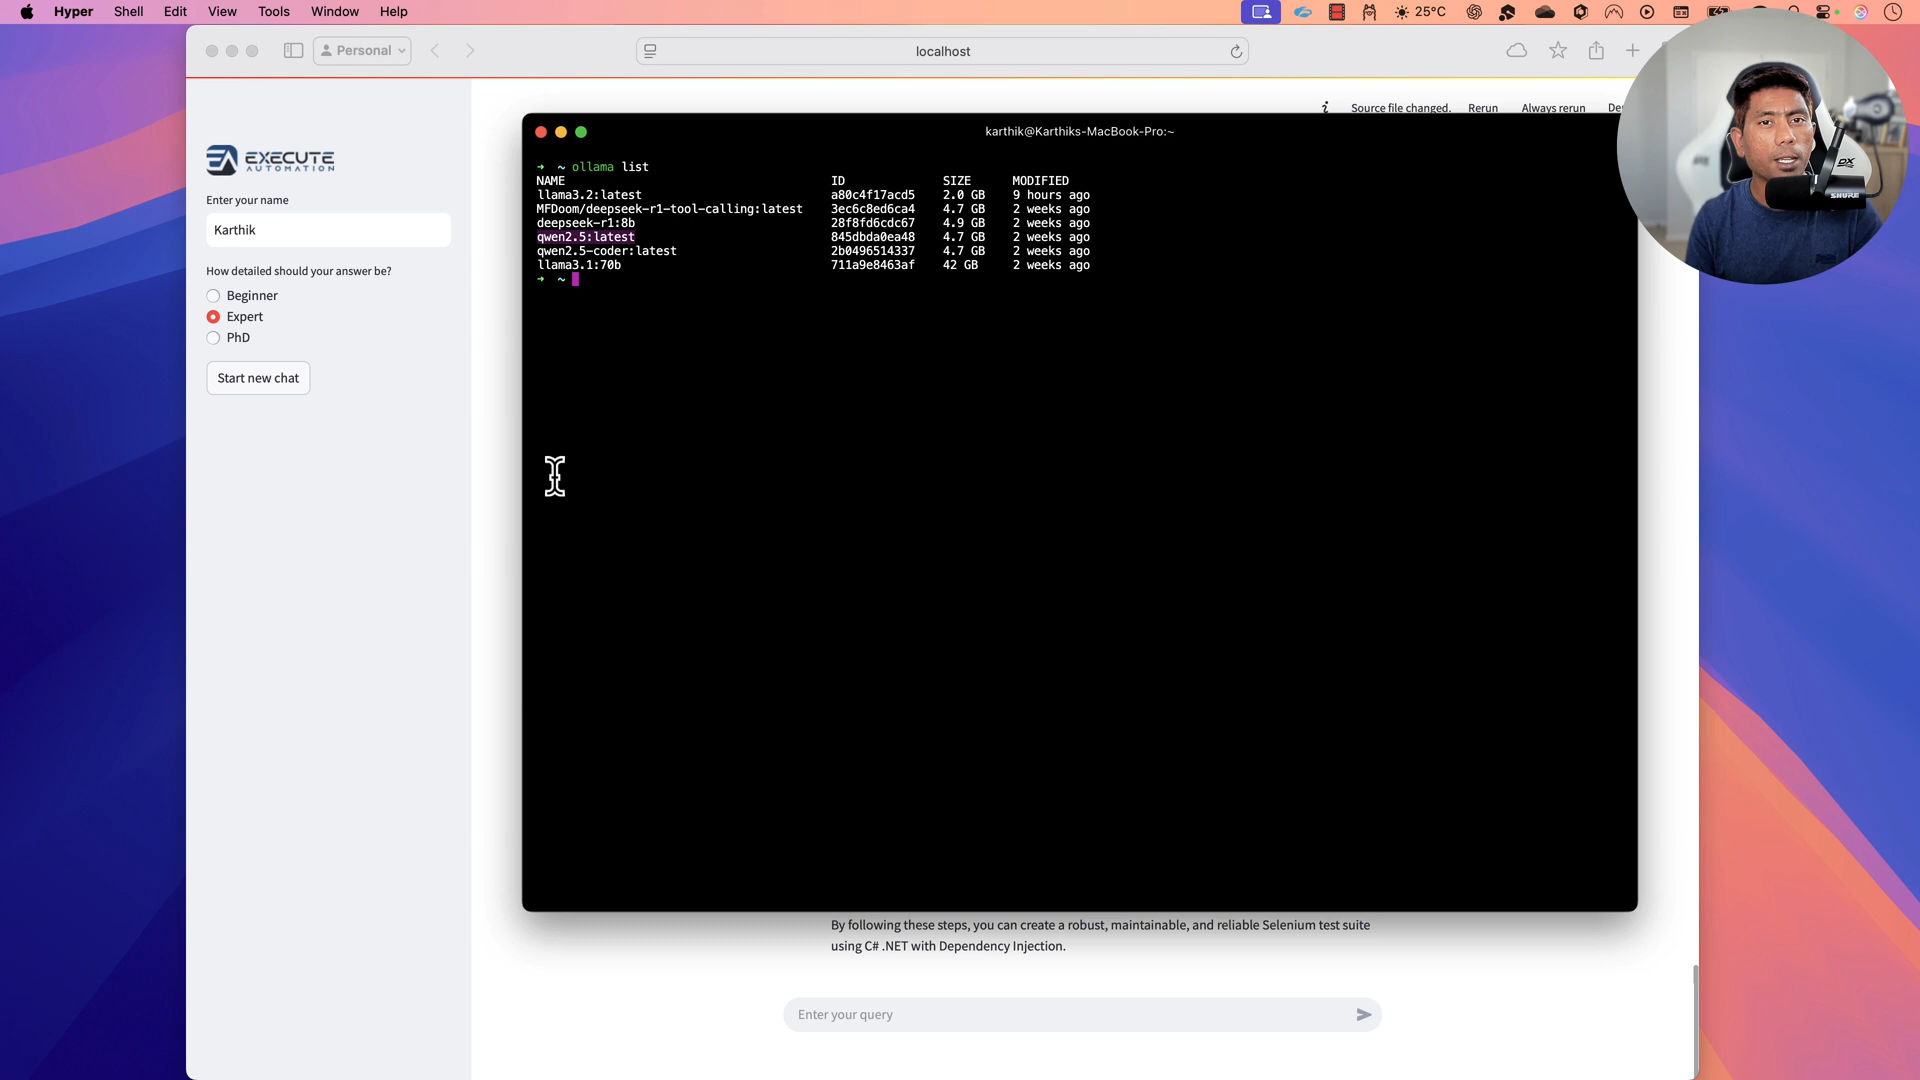 Hyper Shell Edit View Tools Window Help
25°C
Personal
localhost
Source file changed. Rerun Always rerun De
EXECUTE
AUTOMATION
Enter your name
Karthik
How detailed should your answer be?
Beginner
Expert
PhD
Start new chat
karthik@Karthiks-MacBook-Pro:~
➜ ~ ollama list
NAME ID SIZE MODIFIED
llama3.2:latest a80c4f17acd5 2.0 GB 9 hours ago
MFDoom/deepseek-r1-tool-calling:latest 3ec6c8ed6ca4 4.7 GB 2 weeks ago
deepseek-r1:8b 28f8fd6cdc67 4.9 GB 2 weeks ago
qwen2.5:latest 845dbda0ea48 4.7 GB 2 weeks ago
qwen2.5-coder:latest 2b0496514337 4.7 GB 2 weeks ago
llama3.1:70b 711a9e8463af 42 GB 2 weeks ago
➜ ~
DX
SHURE
By following these steps, you can create a robust, maintainable, and reliable Selenium test suite
using C# .NET with Dependency Injection.
Enter your query